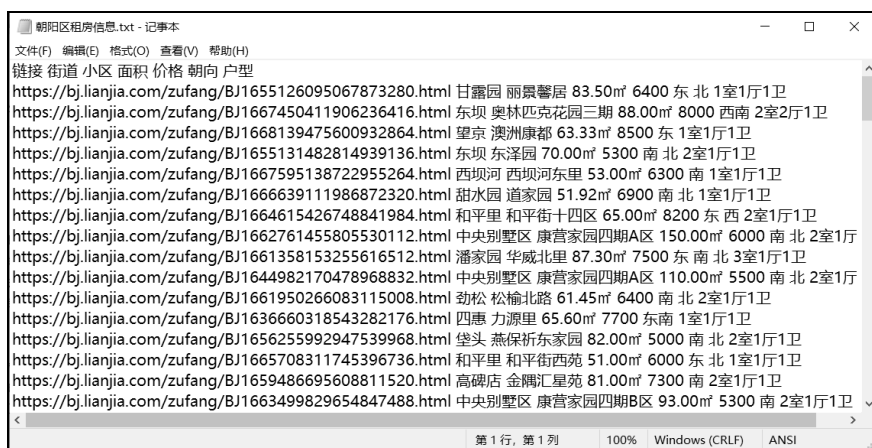 朝阳区租房信息.txt - 记事本
文件(F) 编辑(E) 格式(O) 查看(V) 帮助(H)
链接 街道 小区 面积 价格 朝向 户型
https://bj.lianjia.com/zufang/BJ1655126095067873280.html 甘露园 丽景馨居 83.50㎡ 6400 东 北 1室1厅1卫
https://bj.lianjia.com/zufang/BJ1667450411906236416.html 东坝 奥林匹克花园三期 88.00㎡ 8000 西南 2室2厅1卫
https://bj.lianjia.com/zufang/BJ1668139475600932864.html 望京 澳洲康都 63.33㎡ 8500 东 1室1厅1卫
https://bj.lianjia.com/zufang/BJ1655131482814939136.html 东坝 东泽园 70.00㎡ 5300 南 北 2室1厅1卫
https://bj.lianjia.com/zufang/BJ1667595138722955264.html 西坝河 西坝河东里 53.00㎡ 6300 南 1室1厅1卫
https://bj.lianjia.com/zufang/BJ1666639111986872320.html 甜水园 道家园 51.92㎡ 6900 南 北 1室1厅1卫
https://bj.lianjia.com/zufang/BJ1664615426748841984.html 和平里 和平街十四区 65.00㎡ 8200 东 西 2室1厅1卫
https://bj.lianjia.com/zufang/BJ1662761455805530112.html 中央别墅区 康营家园四期A区 150.00㎡ 6000 南 北 2室1厅
https://bj.lianjia.com/zufang/BJ1661358153255616512.html 潘家园 华威北里 87.30㎡ 7500 东 南 北 3室1厅1卫
https://bj.lianjia.com/zufang/BJ1644982170478968832.html 中央别墅区 康营家园四期A区 110.00㎡ 5500 南 北 2室1厅
https://bj.lianjia.com/zufang/BJ1661950266083115008.html 劲松 松榆北路 61.45㎡ 6400 南 北 2室1厅1卫
https://bj.lianjia.com/zufang/BJ1636660318543282176.html 四惠 力源里 65.60㎡ 7700 东南 1室1厅1卫
https://bj.lianjia.com/zufang/BJ1656255992947539968.html 垡头 燕保祈东家园 82.00㎡ 5000 南 北 2室1厅1卫
https://bj.lianjia.com/zufang/BJ1665708311745396736.html 和平里 和平街西苑 51.00㎡ 6000 东 北 1室1厅1卫
https://bj.lianjia.com/zufang/BJ1659486695608811520.html 高碑店 金隅汇星苑 81.00㎡ 7300 南 2室1厅1卫
https://bj.lianjia.com/zufang/BJ1663499829654847488.html 中央别墅区 康营家园四期B区 93.00㎡ 5300 南 2室1厅1卫
第 1 行，第 1 列 100% Windows (CRLF) ANSI